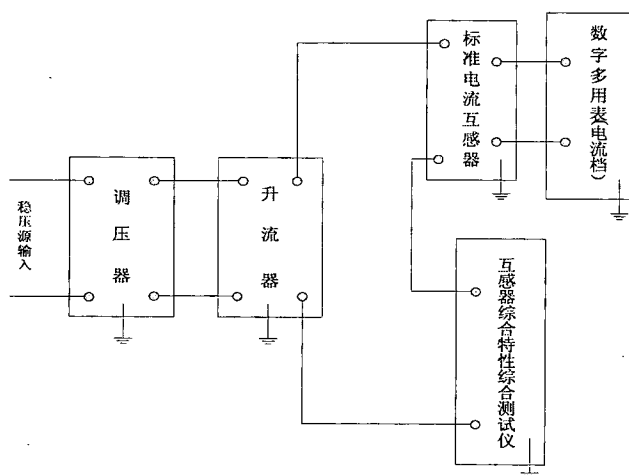 稳压源输入
调压器
升流器
标准电流互感器
数字多用表(电流档)
互感器综合特性综合测试仪